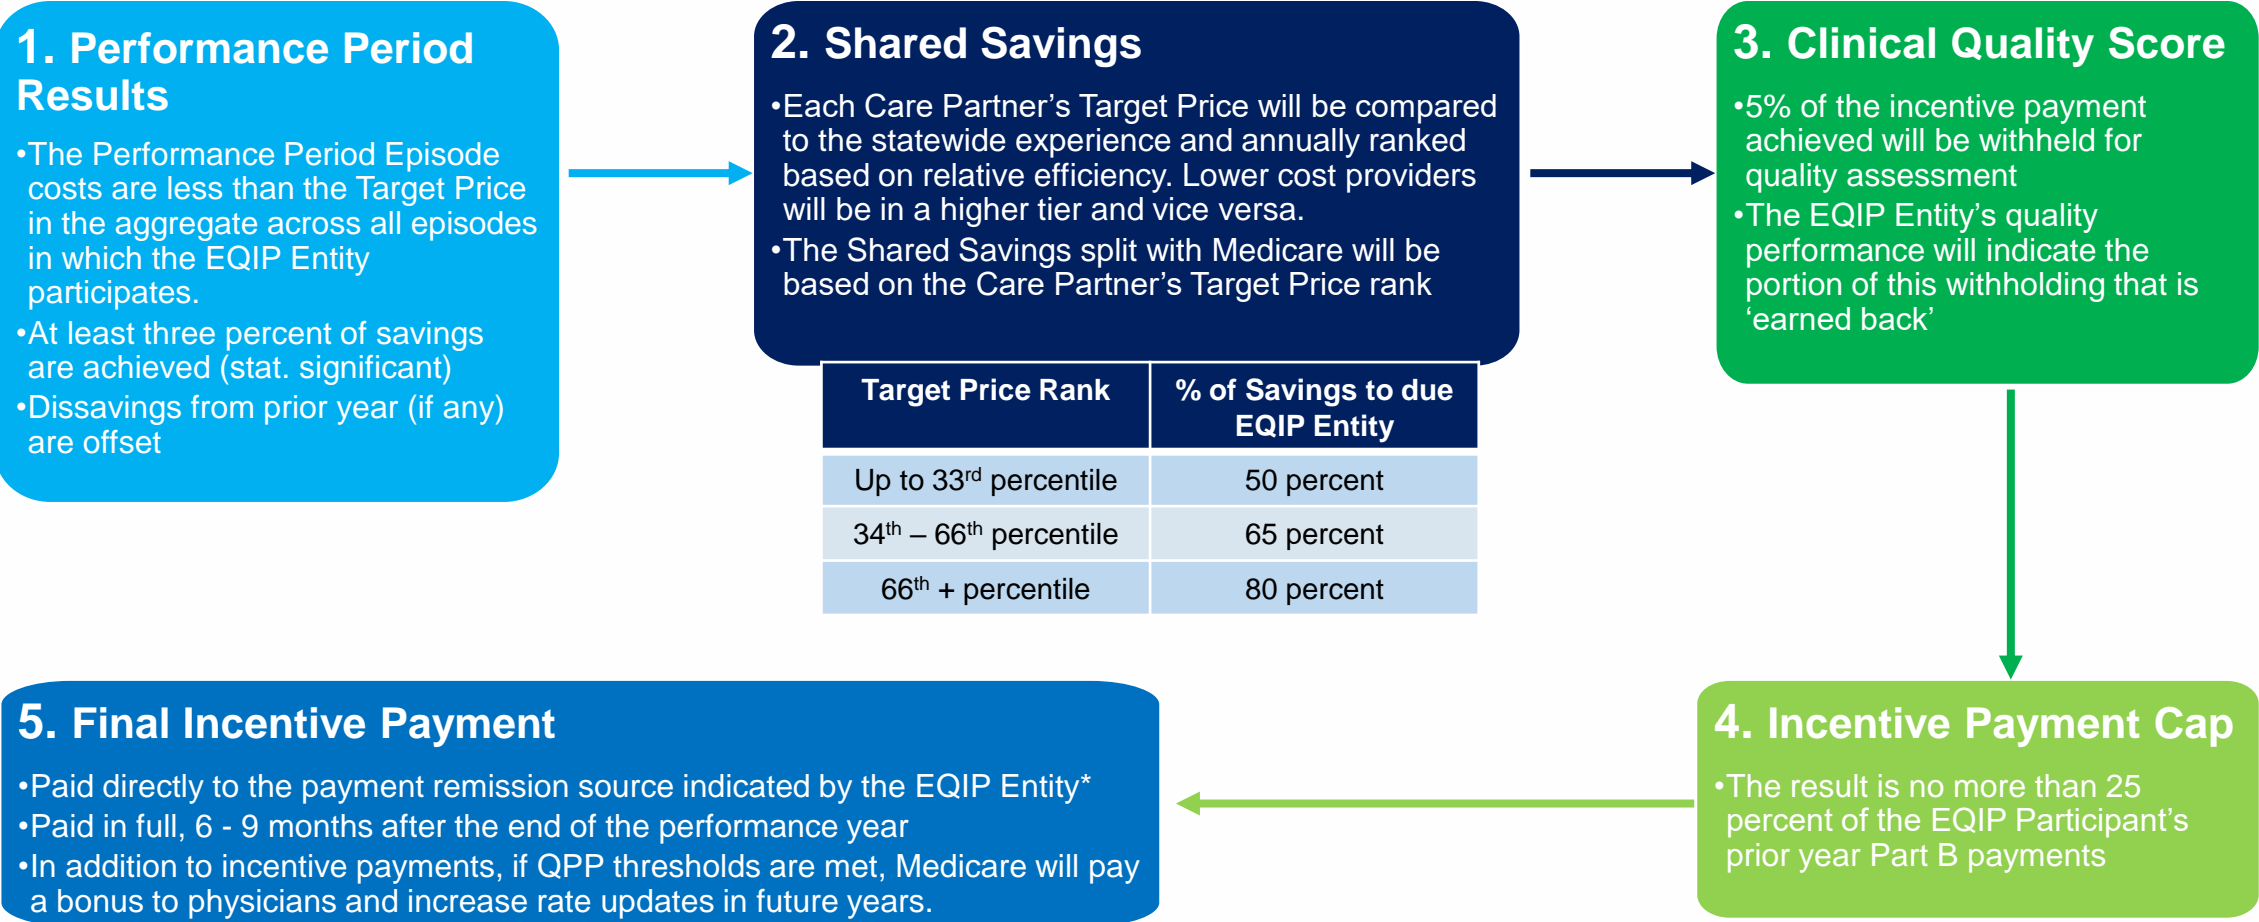 1. Performance Period
Results
•The Performance Period Episode
costs are less than the Target Price
in the aggregate across all episodes
in which the EQIP Entity
participates.
•At least three percent of savings
are achieved (stat. significant)
•Dissavings from prior year (if any)
are offset
2. Shared Savings
•Each Care Partner’s Target Price will be compared
to the statewide experience and annually ranked
based on relative efficiency. Lower cost providers
will be in a higher tier and vice versa.
•The Shared Savings split with Medicare will be
based on the Care Partner’s Target Price rank
Target Price Rank
% of Savings to due
EQIP Entity
Up to 33rd percentile
50 percent
34th – 66th percentile
65 percent
66th + percentile
80 percent
3. Clinical Quality Score
•5% of the incentive payment
achieved will be withheld for
quality assessment
•The EQIP Entity’s quality
performance will indicate the
portion of this withholding that is
‘earned back’
4. Incentive Payment Cap
•The result is no more than 25
percent of the EQIP Participant’s
prior year Part B payments
5. Final Incentive Payment
•Paid directly to the payment remission source indicated by the EQIP Entity*
•Paid in full, 6 - 9 months after the end of the performance year
•In addition to incentive payments, if QPP thresholds are met, Medicare will pay
a bonus to physicians and increase rate updates in future years.